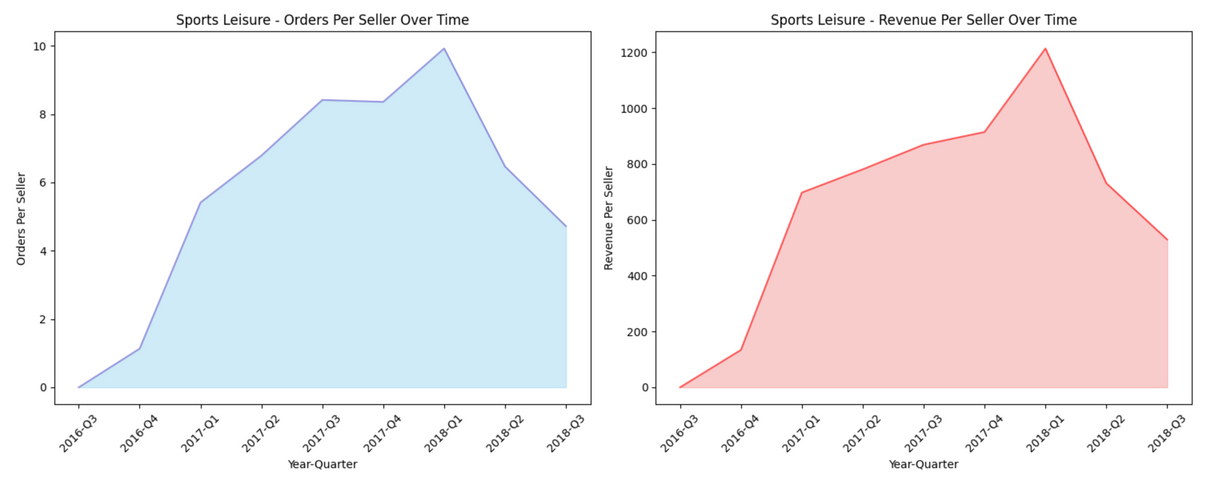 Sports Leisure - Orders Per Seller Over Time
Orders Per Seller
10
8
6
4
2
0
2016-Q3
2016-Q4
2017-Q1
2017-Q2
2017-Q3
2017-Q4
2018-Q1
2018-Q2
2018-Q3
Year-Quarter
Sports Leisure - Revenue Per Seller Over Time
Revenue Per Seller
1200
1000
800
600
400
200
0
2016-Q3
2016-Q4
2017-Q1
2017-Q2
2017-Q3
2017-Q4
2018-Q1
2018-Q2
2018-Q3
Year-Quarter